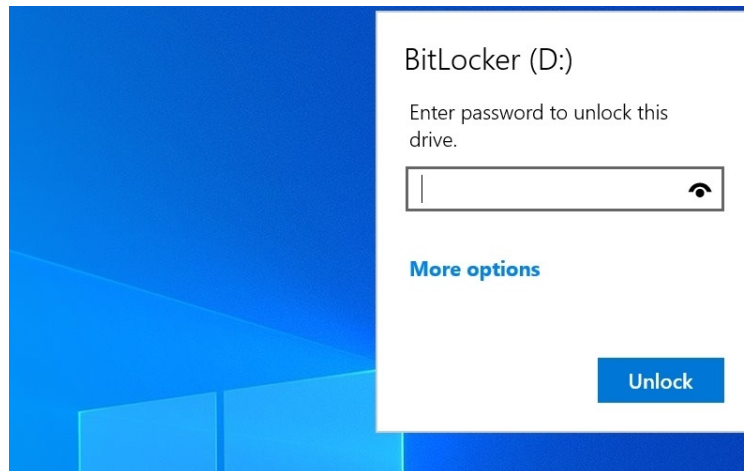 BitLocker (D:)
Enter password to unlock this
drive.
More options
Unlock